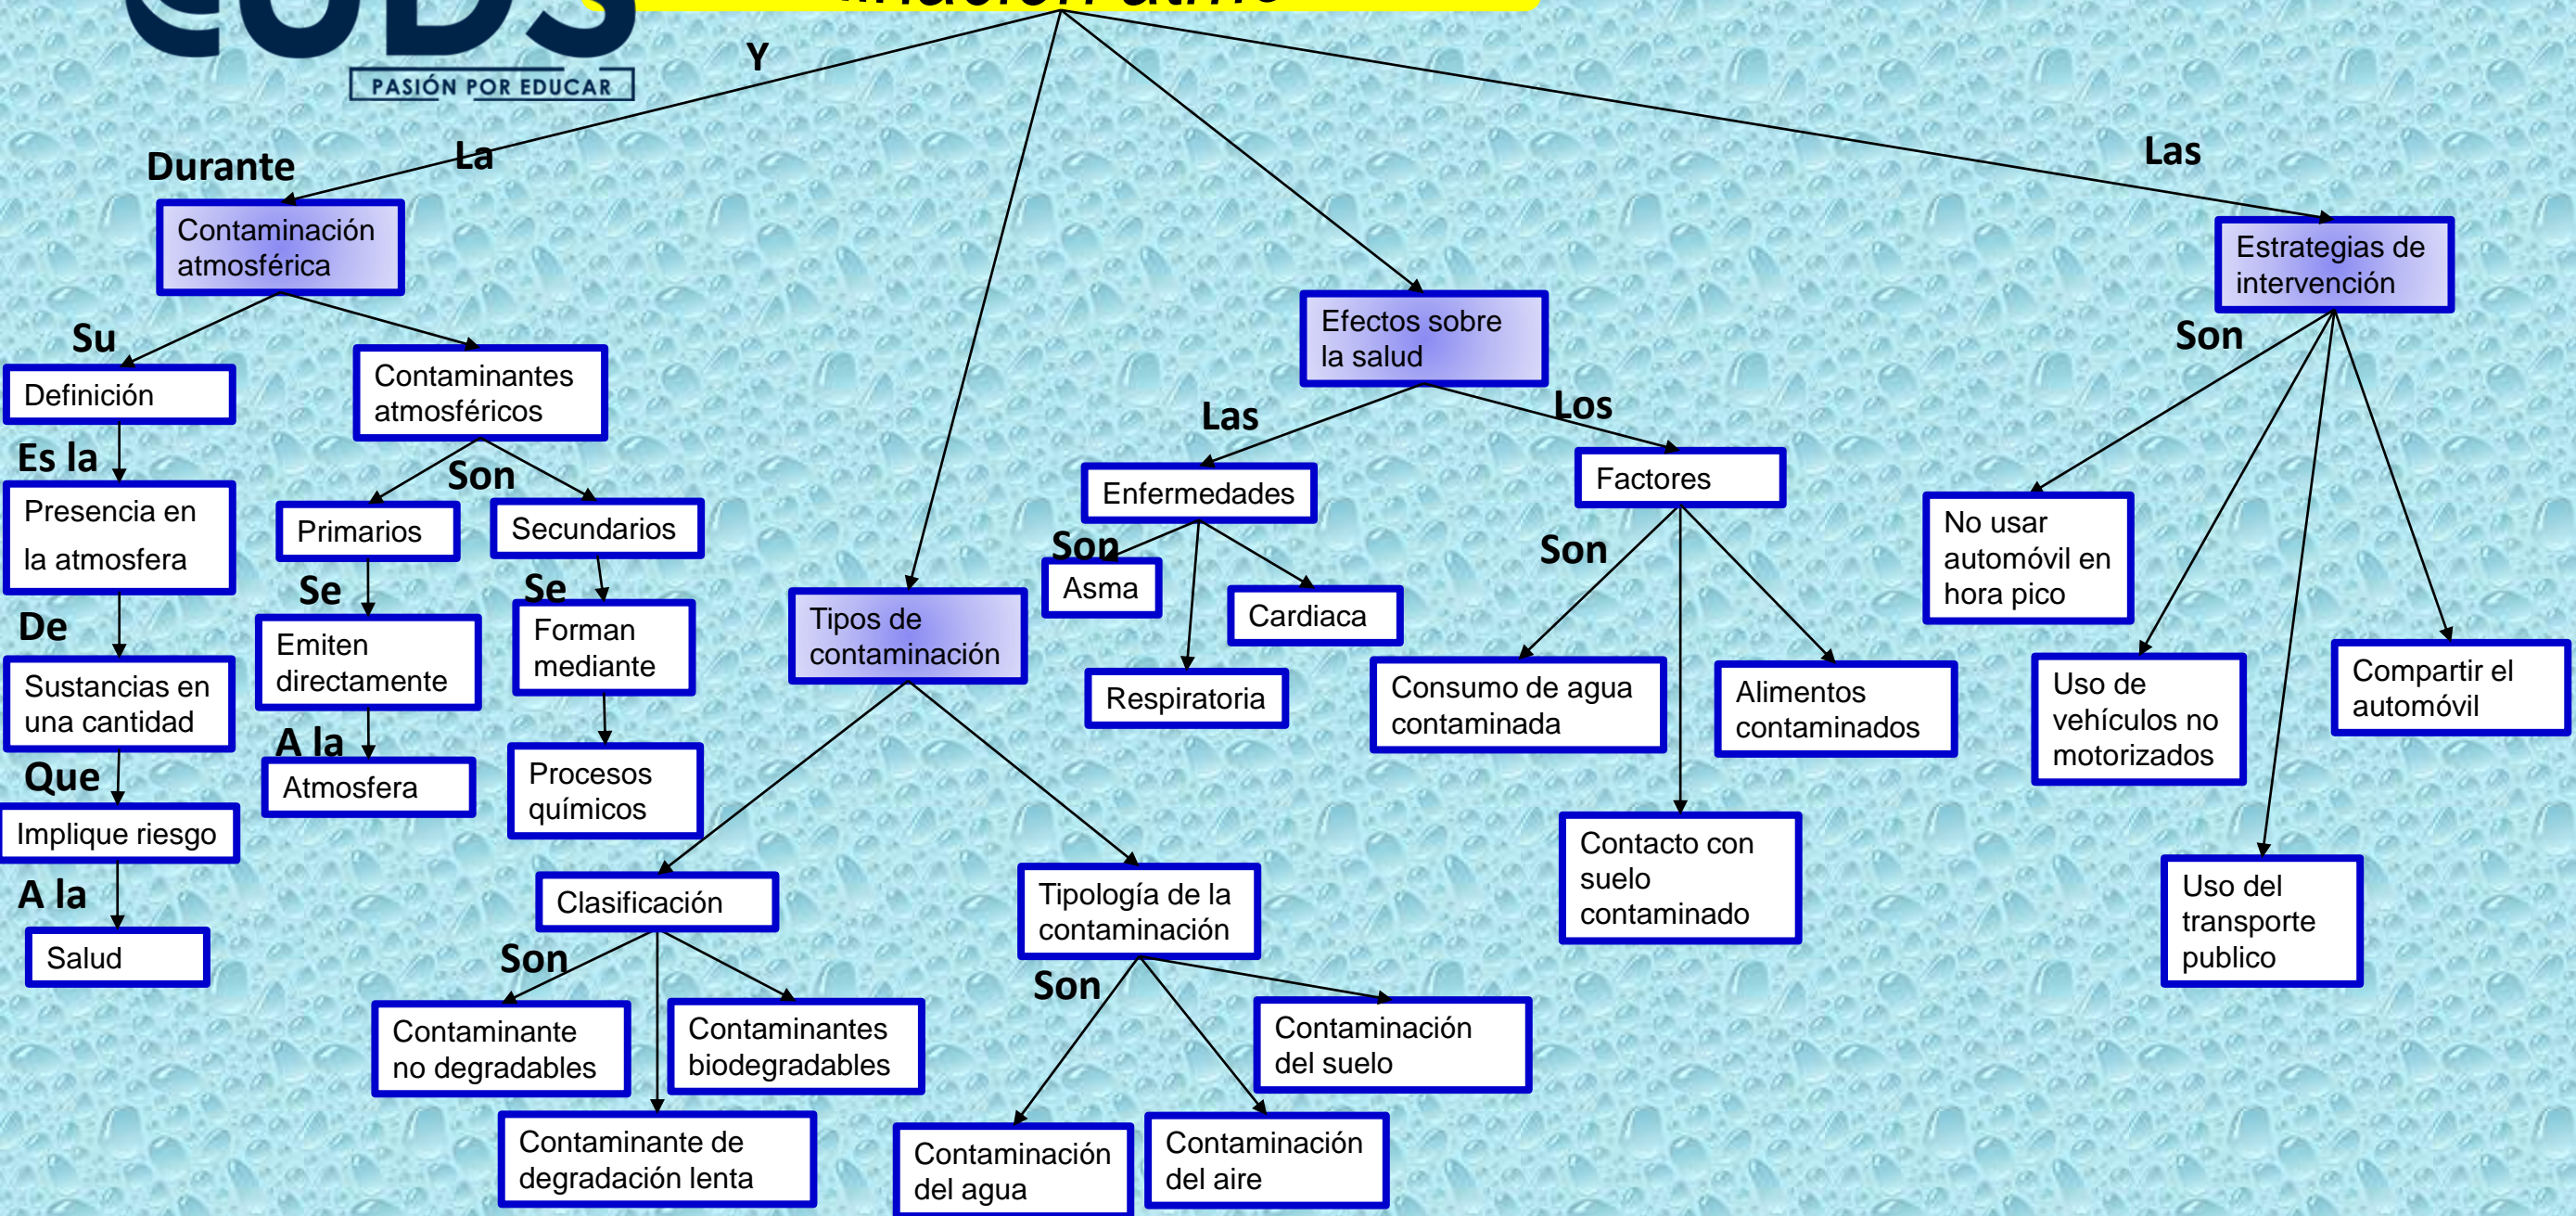 PASIÓN POR EDUCAR
Y
La
Durante
Las
Contaminación
atmosférica
Su
Definición
Es la
Presencia en
la atmosfera
De
Sustancias en
una cantidad
Que
Implique riesgo
A la
Salud
Contaminantes
atmosféricos
Son
Primarios
Se
Emiten
directamente
A la
Atmosfera
Secundarios
Se
Forman
mediante
Procesos
químicos
Tipos de
contaminación
Clasificación
Son
Contaminante
no degradables
Contaminante de
degradación lenta
Contaminantes
biodegradables
Tipología de la
contaminación
Son
Contaminación
del agua
Contaminación
del aire
Contaminación
del suelo
Efectos sobre
la salud
Las
Enfermedades
Son
Asma
Respiratoria
Cardiaca
Los
Factores
Son
Consumo de agua
contaminada
Contacto con
suelo
contaminado
Alimentos
contaminados
Estrategias de
intervención
Son
No usar
automóvil en
hora pico
Uso de
vehículos no
motorizados
Uso del
transporte
publico
Compartir el
automóvil